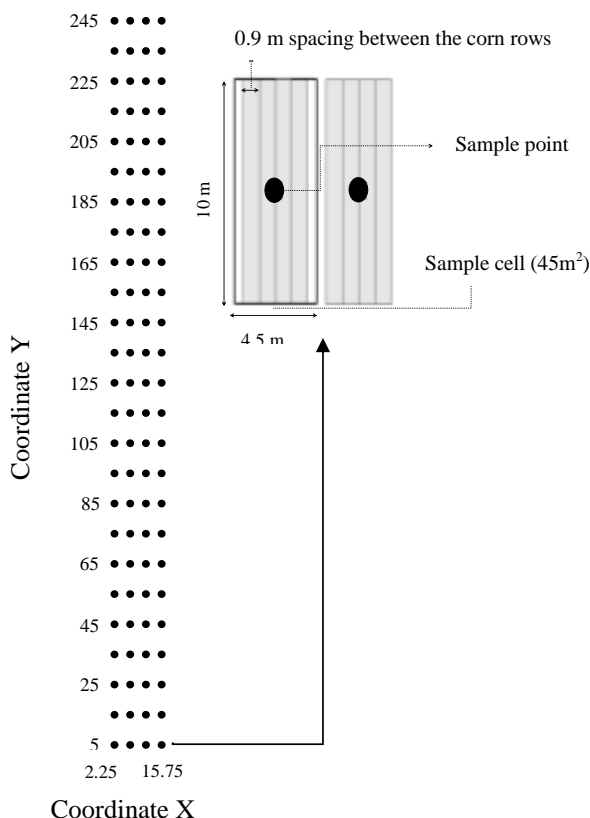 245
225
205
185
165
145
125
105
85
65
45
25
5
2.25 15.75
Coordinate Y
Coordinate X
0.9 m spacing between the corn rows
Sample point
10 m
Sample cell (45m²)
4.5 m